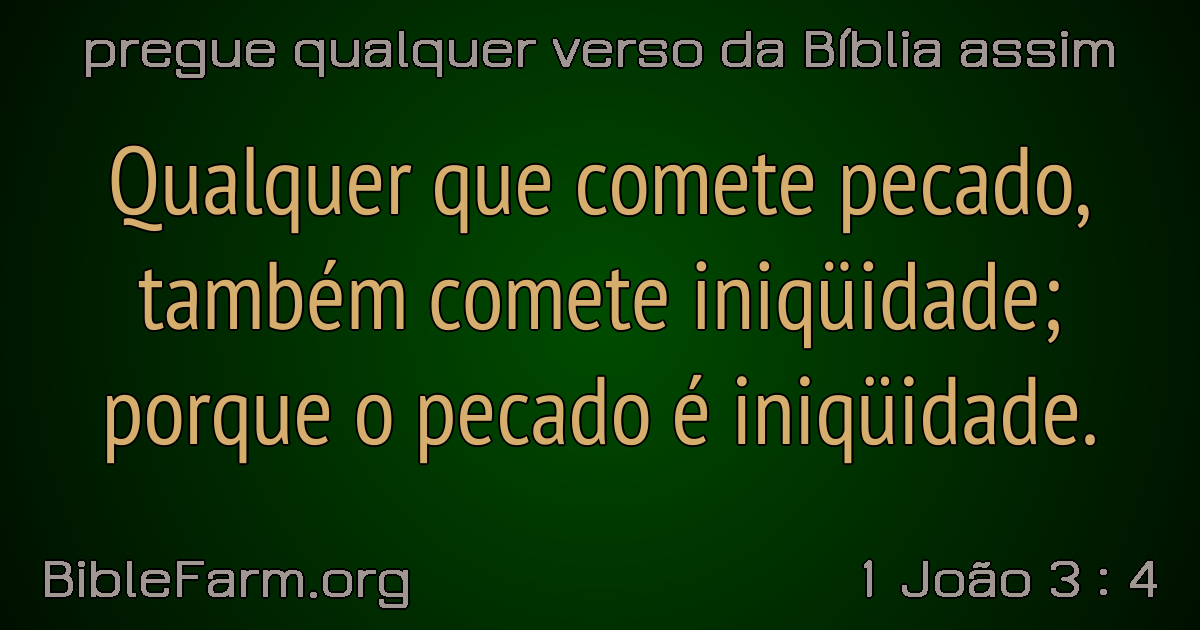 pregue qualquer verso da Bíblia assim
Qualquer que comete pecado,
também comete iniqüidade;
porque o pecado é iniqüidade.
BibleFarm.org
1 João 3 : 4